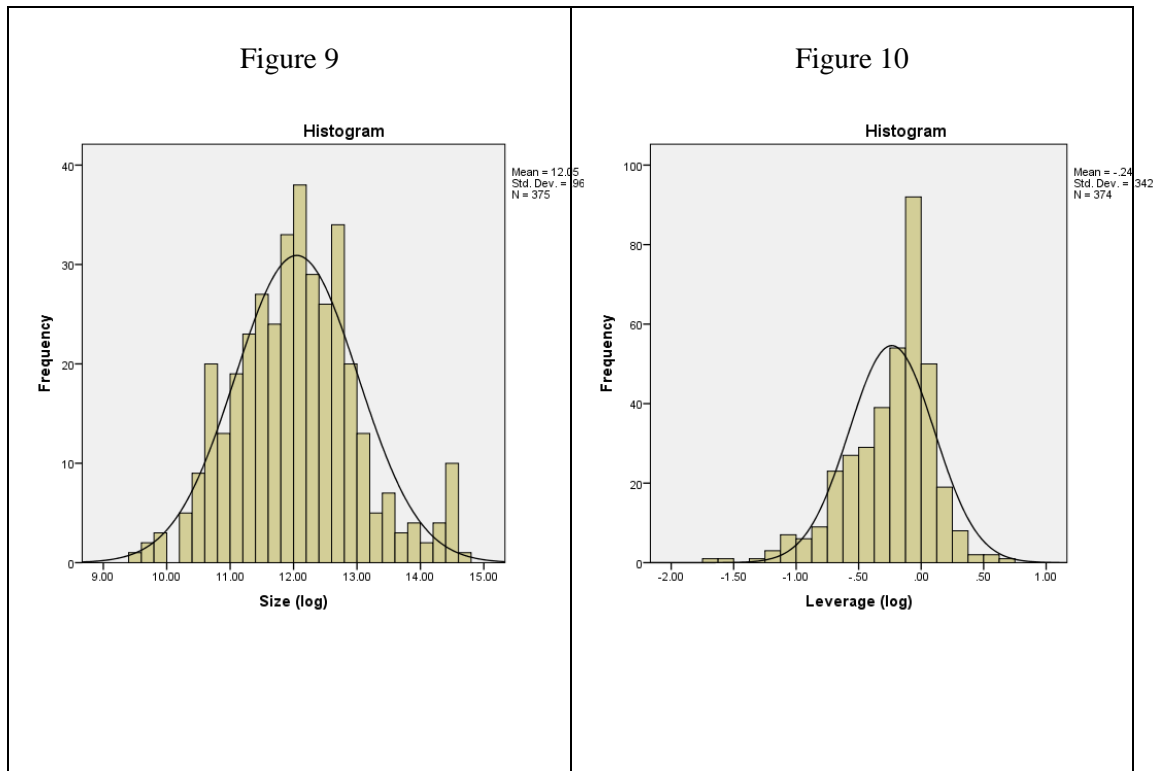 Figure 9
Histogram
Mean = 12.05
Std. Dev. = .96
N = 375
40
30
20
10
0
Frequency
9.00 10.00 11.00 12.00 13.00 14.00 15.00
Size (log)
Figure 10
Histogram
Mean = -.24
Std. Dev. = .342
N = 374
100
80
60
40
20
0
Frequency
-2.00 -1.50 -1.00 -.50 .00 .50 1.00
Leverage (log)